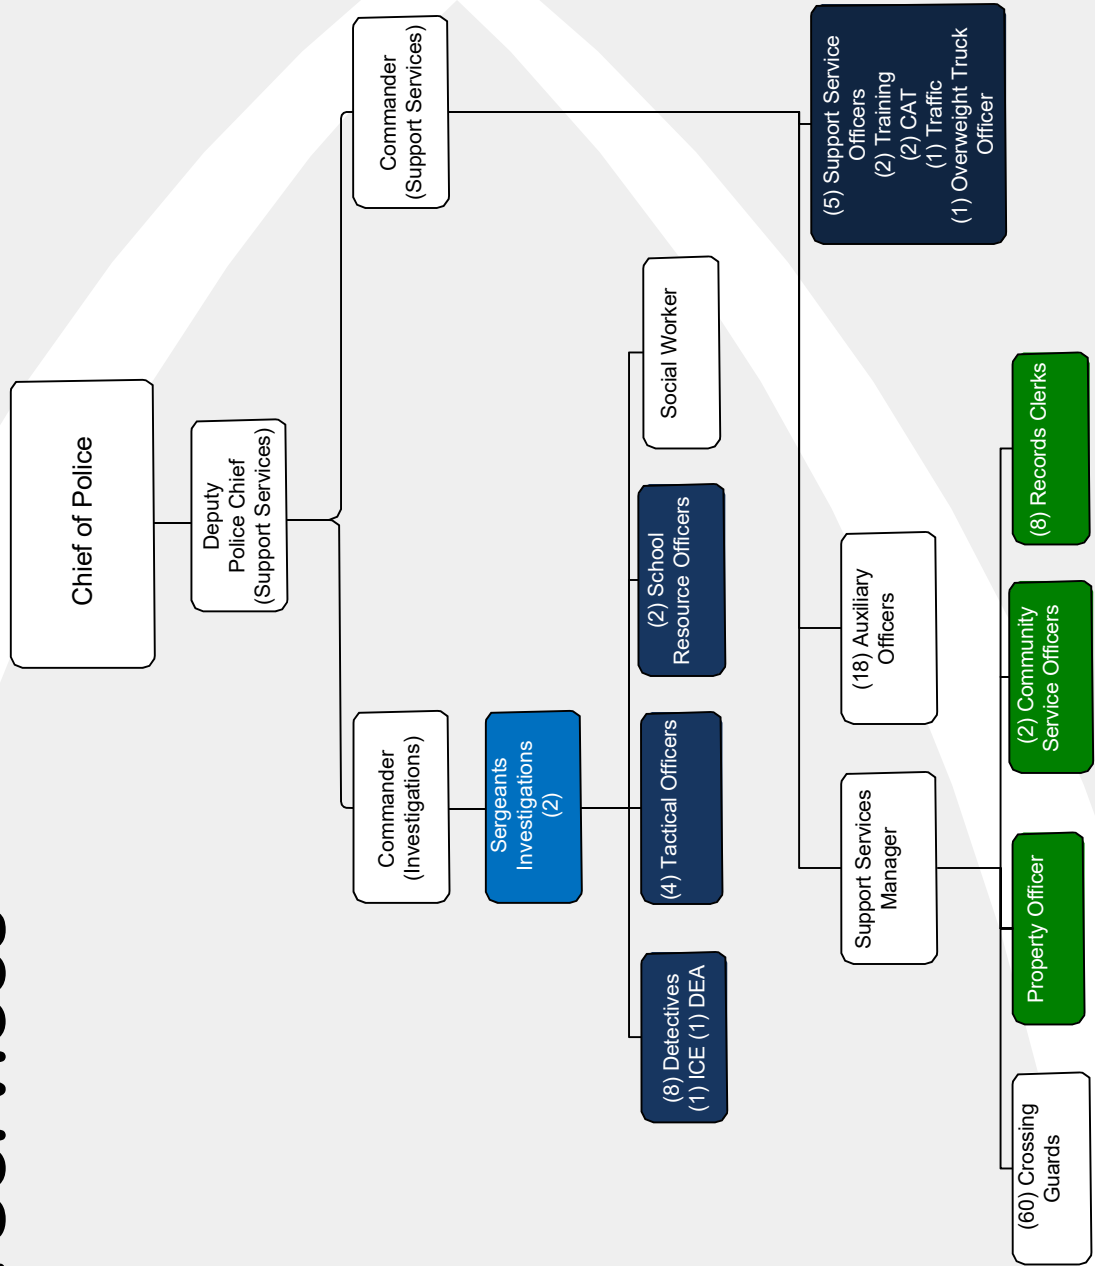 Chief of Police
Deputy
Police Chief
(Support Services)
Commander
(Investigations)
Commander
(Support Services)
Sergeants
Investigations
(2)
(8) Detectives
(1) ICE (1) DEA
(4) Tactical Officers
(2) School
Resource Officers
Social Worker
Support Services
Manager
(18) Auxiliary
Officers
(5) Support Service
Officers
(2) Training
(2) CAT
(1) Traffic
(1) Overweight Truck
Officer
(60) Crossing
Guards
Property Officer
(2) Community
Service Officers
(8) Records Clerks